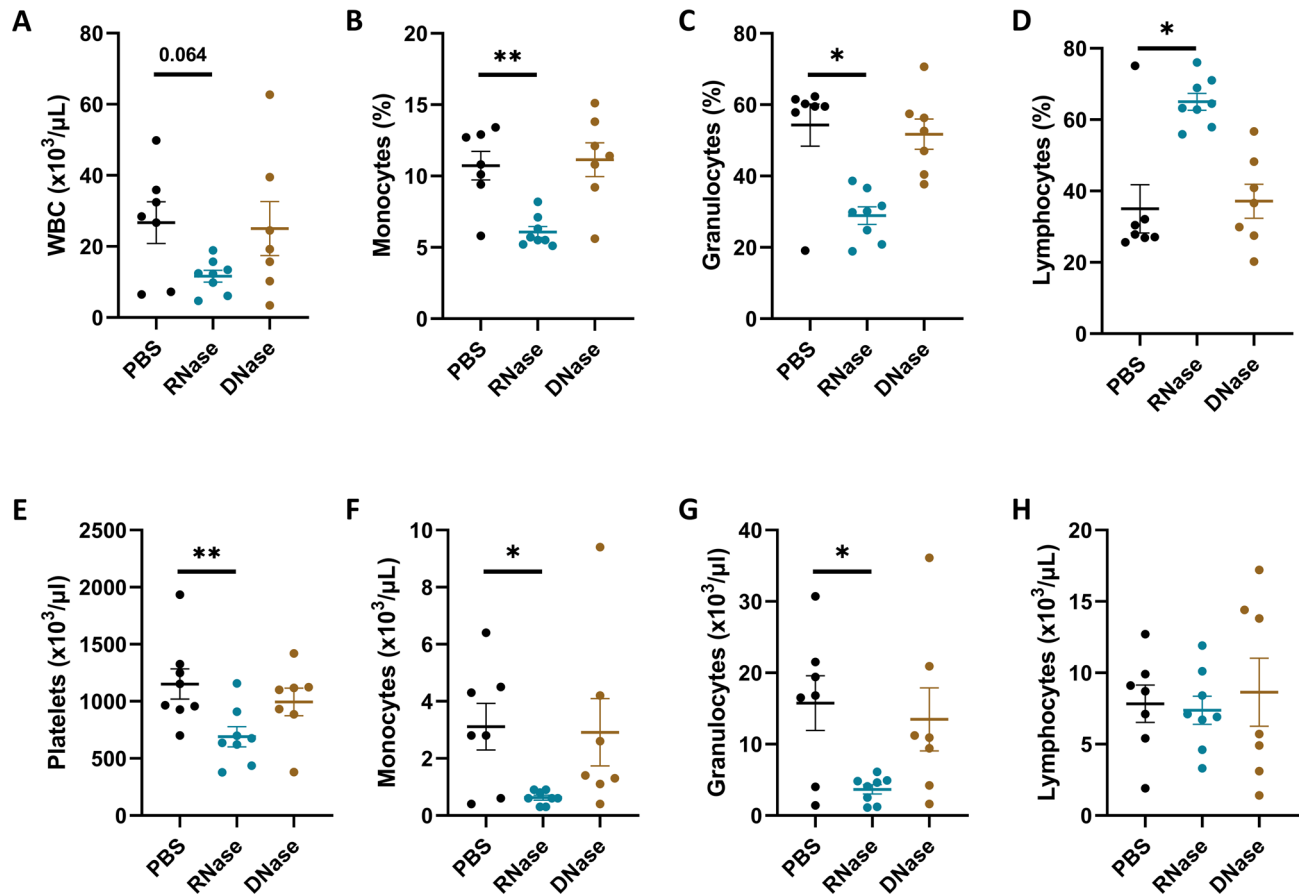 A
WBC (x10³/µL)
80
60
40
20
0
0.064
PBS
RNase
DNase
B
Monocytes (%)
20
15
10
5
0
**
PBS
RNase
DNase
C
Granulocytes (%)
80
60
40
20
0
*
PBS
RNase
DNase
D
Lymphocytes (%)
80
60
40
20
0
*
PBS
RNase
DNase
E
Platelets (x10³/µl)
2500
2000
1500
1000
500
0
**
PBS
RNase
DNase
F
Monocytes (x10³/µL)
10
8
6
4
2
0
*
PBS
RNase
DNase
G
Granulocytes (x10³/µL)
40
30
20
10
0
*
PBS
RNase
DNase
H
Lymphocytes (x10³/µL)
20
15
10
5
0
PBS
RNase
DNase